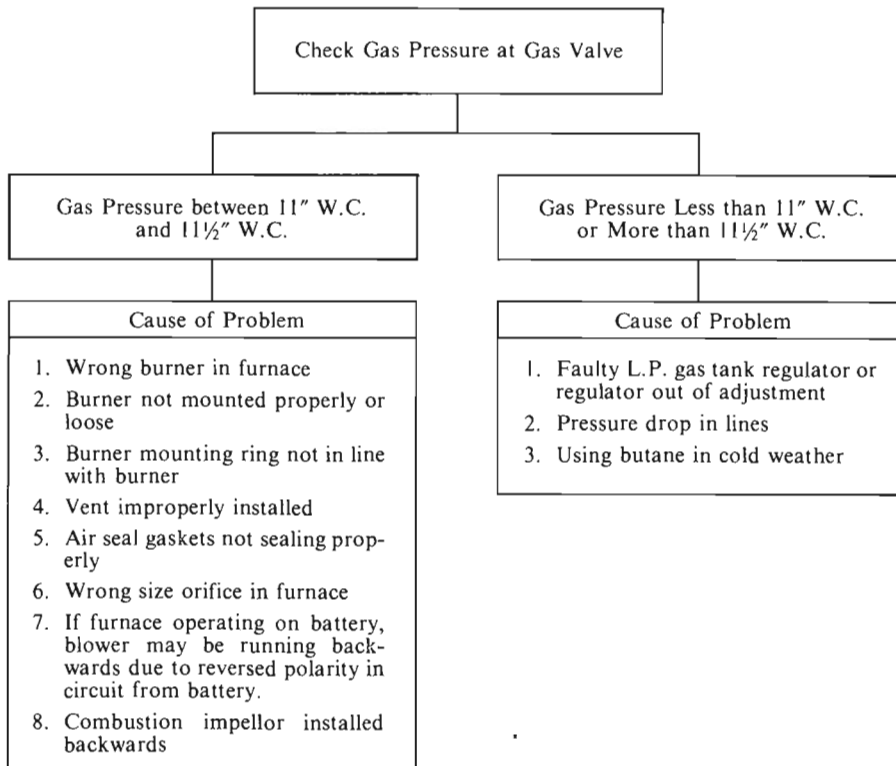 Check Gas Pressure at Gas Valve
Gas Pressure between 11″ W.C.
and 11½″ W.C.
Cause of Problem
1. Wrong burner in furnace
2. Burner not mounted properly or
loose
3. Burner mounting ring not in line
with burner
4. Vent improperly installed
5. Air seal gaskets not sealing prop-
erly
6. Wrong size orifice in furnace
7. If furnace operating on battery,
blower may be running back-
wards due to reversed polarity in
circuit from battery.
8. Combustion impellor installed
backwards
Gas Pressure Less than 11″ W.C.
or More than 11½″ W.C.
Cause of Problem
1. Faulty L.P. gas tank regulator or
regulator out of adjustment
2. Pressure drop in lines
3. Using butane in cold weather